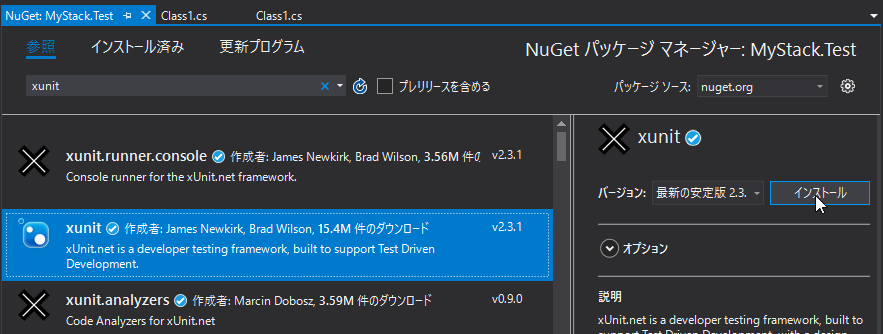 NuGet: MyStack.Test Class1.cs Class1.cs
参照 インストール済み 更新プログラム
NuGet パッケージ マネージャー: MyStack.Test
xunit プレリリースを含める パッケージ ソース: nuget.org
xunit.runner.console 作成者: James Newkirk, Brad Wilson, 3.56M 件の v2.3.1
Console runner for the xUnit.net framework.
xunit 作成者: James Newkirk, Brad Wilson, 15.4M 件のダウンロード v2.3.1
xUnit.net is a developer testing framework, built to support Test Driven
Development.
xunit.analyzers 作成者: Marcin Dobosz, 3.59M 件のダウンロード v0.9.0
Code Analyzers for xUnit.net
xunit
バージョン: 最新の安定版 2.3. インストール
オプション
説明
xUnit.net is a developer testing framework, built to